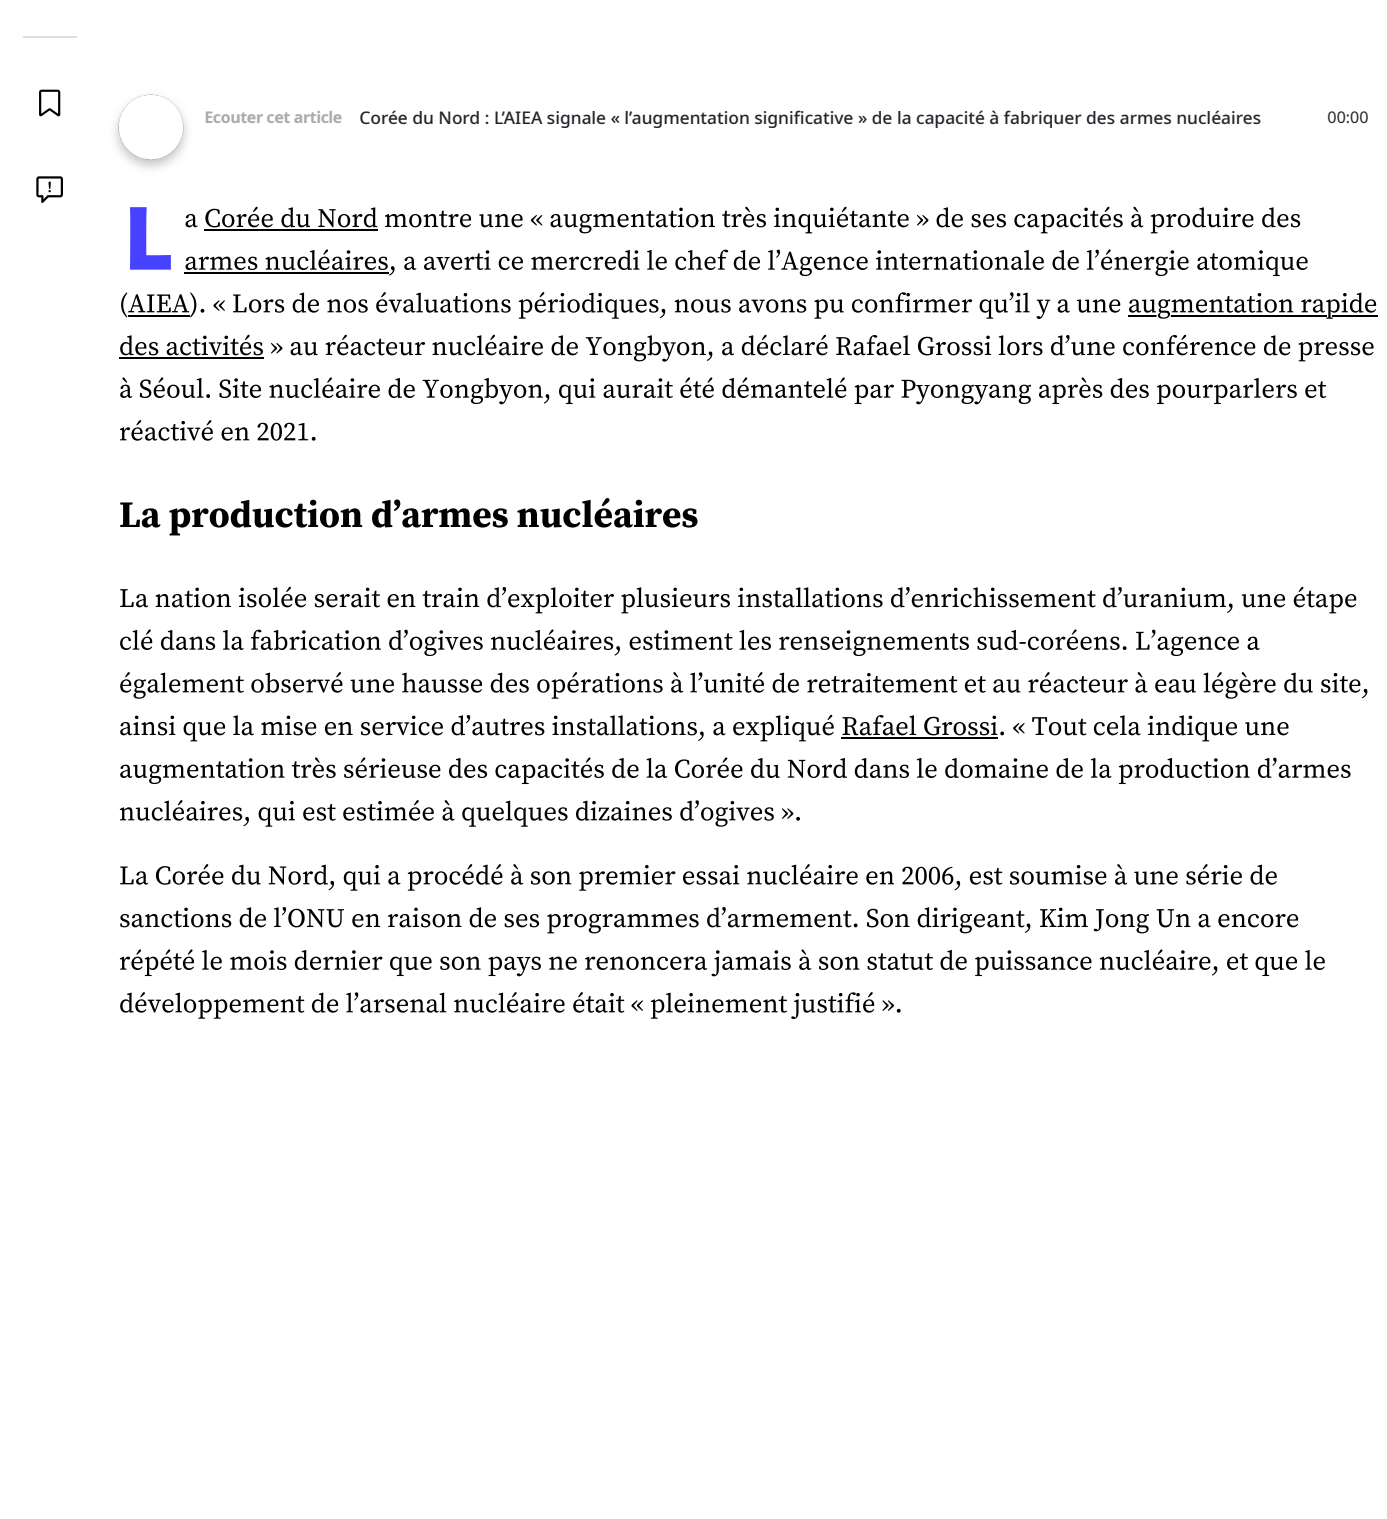 Ecouter cet article Corée du Nord : L’AIEA signale « l’augmentation significative » de la capacité à fabriquer des armes nucléaires 00:00
La Corée du Nord montre une « augmentation très inquiétante » de ses capacités à produire des
armes nucléaires, a averti ce mercredi le chef de l’Agence internationale de l’énergie atomique
(AIEA). « Lors de nos évaluations périodiques, nous avons pu confirmer qu’il y a une augmentation rapide
des activités » au réacteur nucléaire de Yongbyon, a déclaré Rafael Grossi lors d’une conférence de presse
à Séoul. Site nucléaire de Yongbyon, qui aurait été démantelé par Pyongyang après des pourparlers et
réactivé en 2021.
La production d’armes nucléaires
La nation isolée serait en train d’exploiter plusieurs installations d’enrichissement d’uranium, une étape
clé dans la fabrication d’ogives nucléaires, estiment les renseignements sud-coréens. L’agence a
également observé une hausse des opérations à l’unité de retraitement et au réacteur à eau légère du site,
ainsi que la mise en service d’autres installations, a expliqué Rafael Grossi. « Tout cela indique une
augmentation très sérieuse des capacités de la Corée du Nord dans le domaine de la production d’armes
nucléaires, qui est estimée à quelques dizaines d’ogives ».
La Corée du Nord, qui a procédé à son premier essai nucléaire en 2006, est soumise à une série de
sanctions de l’ONU en raison de ses programmes d’armement. Son dirigeant, Kim Jong Un a encore
répété le mois dernier que son pays ne renoncera jamais à son statut de puissance nucléaire, et que le
développement de l’arsenal nucléaire était « pleinement justifié ».